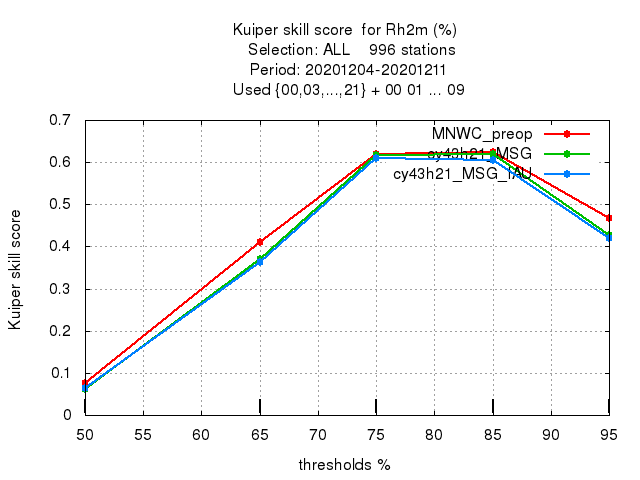 Kuiper skill score  for Rh2m (%)
Selection: ALL    996 stations
Period: 20201204-20201211
Used {00,03,...,21} + 00 01 ... 09
MNWC_preop
cy43h21_MSG
cy43h21_MSG_IAU
Kuiper skill score
0.7
0.6
0.5
0.4
0.3
0.2
0.1
0
50 55 60 65 70 75 80 85 90 95
thresholds %